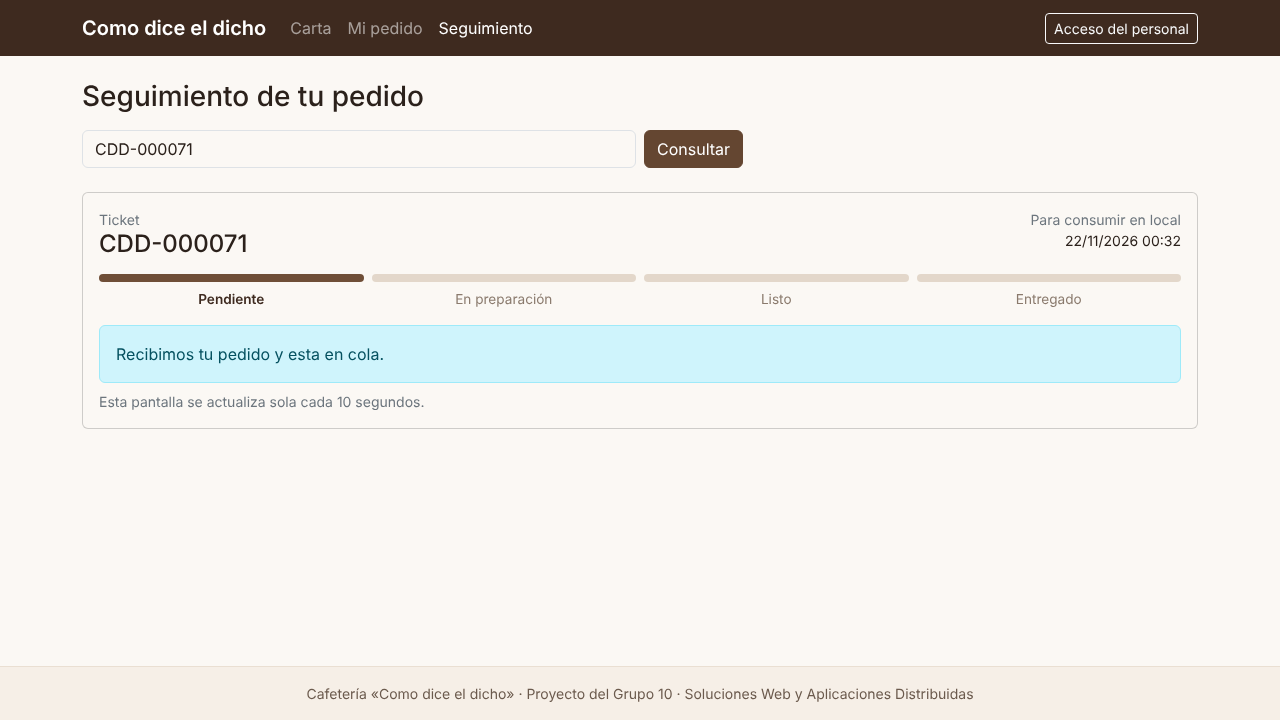 Como dice el dicho Carta Mi pedido Seguimiento Acceso del personal
Seguimiento de tu pedido
CDD-000071 Consultar
Ticket Para consumir en local
CDD-000071 22/11/2026 00:32
Pendiente En preparación Listo Entregado
Recibimos tu pedido y esta en cola.
Esta pantalla se actualiza sola cada 10 segundos.
Cafetería «Como dice el dicho» · Proyecto del Grupo 10 · Soluciones Web y Aplicaciones Distribuidas